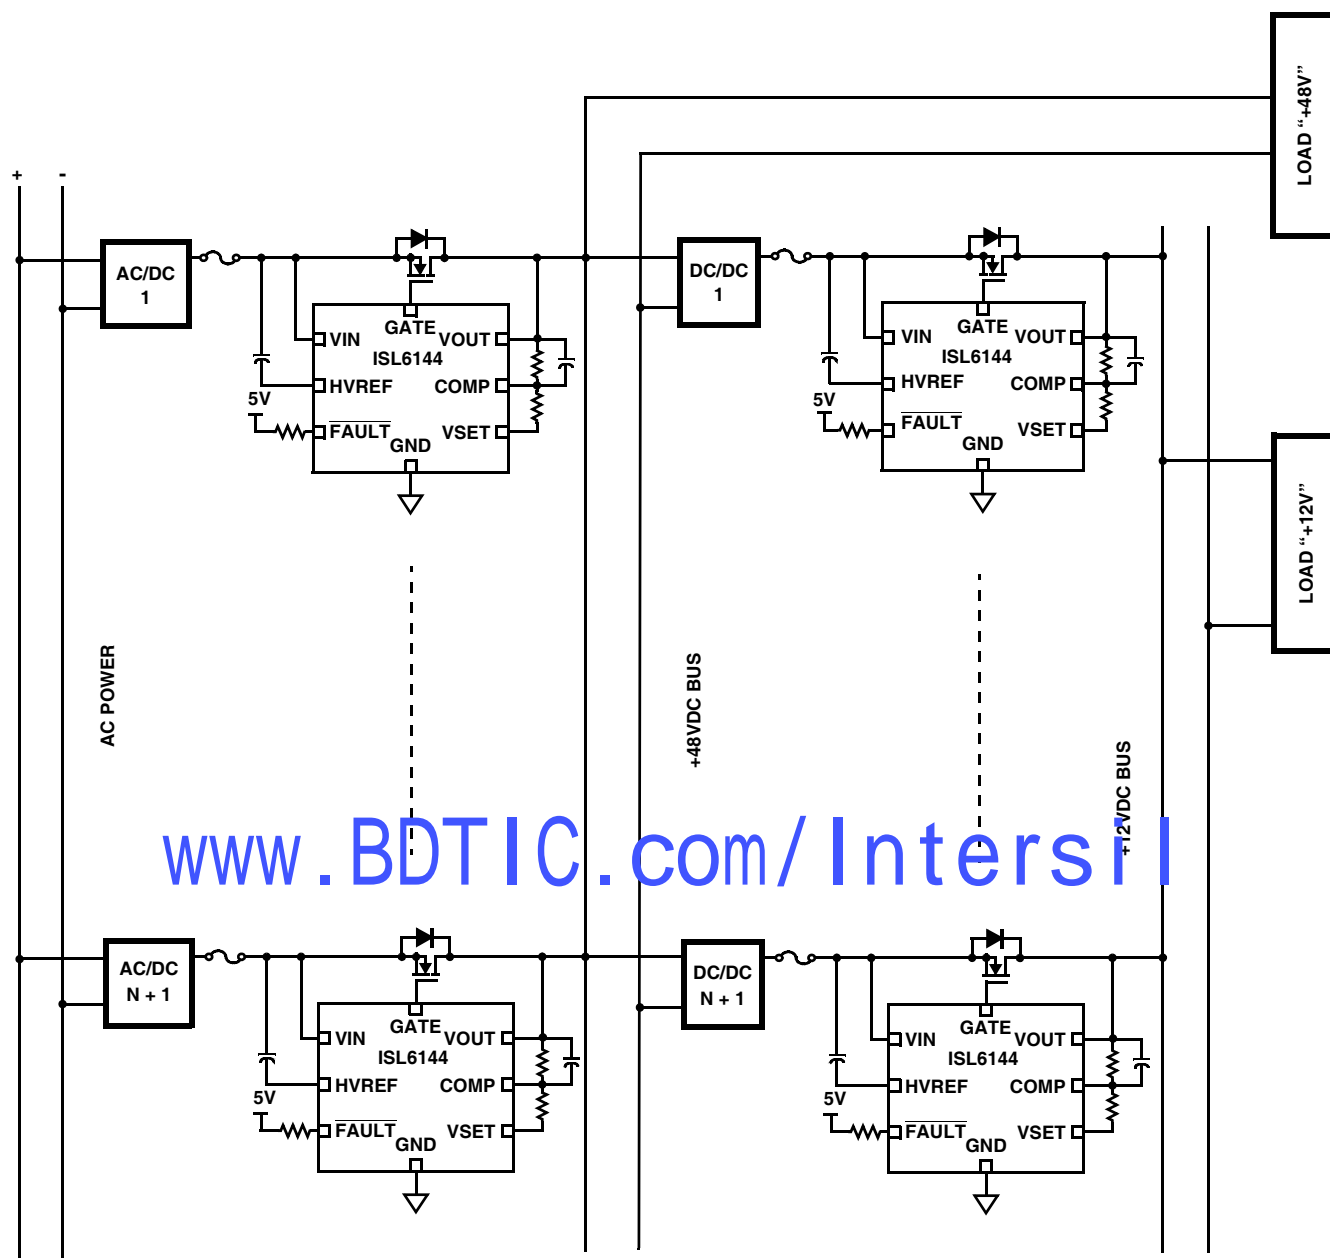 LOAD “+48V”
+
-
AC/DC
1
DC/DC
1
GATE
VIN
VOUT
ISL6144
HVREF
COMP
5V
FAULT
VSET
GND
GATE
VIN
VOUT
ISL6144
HVREF
COMP
5V
FAULT
VSET
GND
LOAD “+12V”
AC POWER
+48VDC BUS
+12VDC BUS
www.BDTIC.com/Intersil
AC/DC
N + 1
DC/DC
N + 1
GATE
VIN
VOUT
ISL6144
HVREF
COMP
5V
FAULT
VSET
GND
GATE
VIN
VOUT
ISL6144
HVREF
COMP
5V
FAULT
VSET
GND